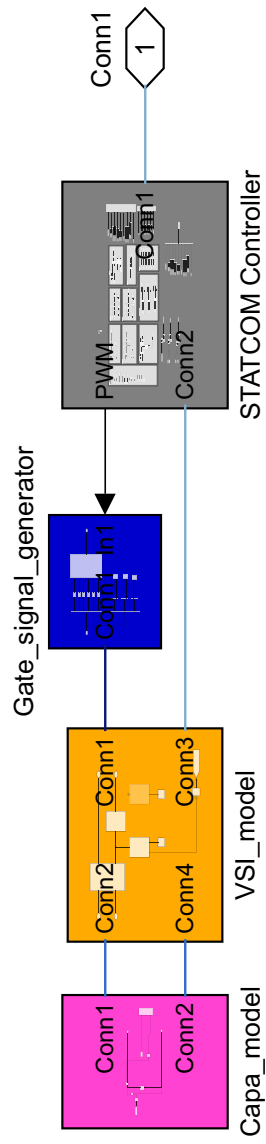 Conn1
1
PWM
Conn1
Conn2
STATCOM Controller
Gate_signal_generator
Conn1
In1
Conn2
Conn1
Conn4
Conn3
VSI_model
Conn1
Conn2
Capa_model